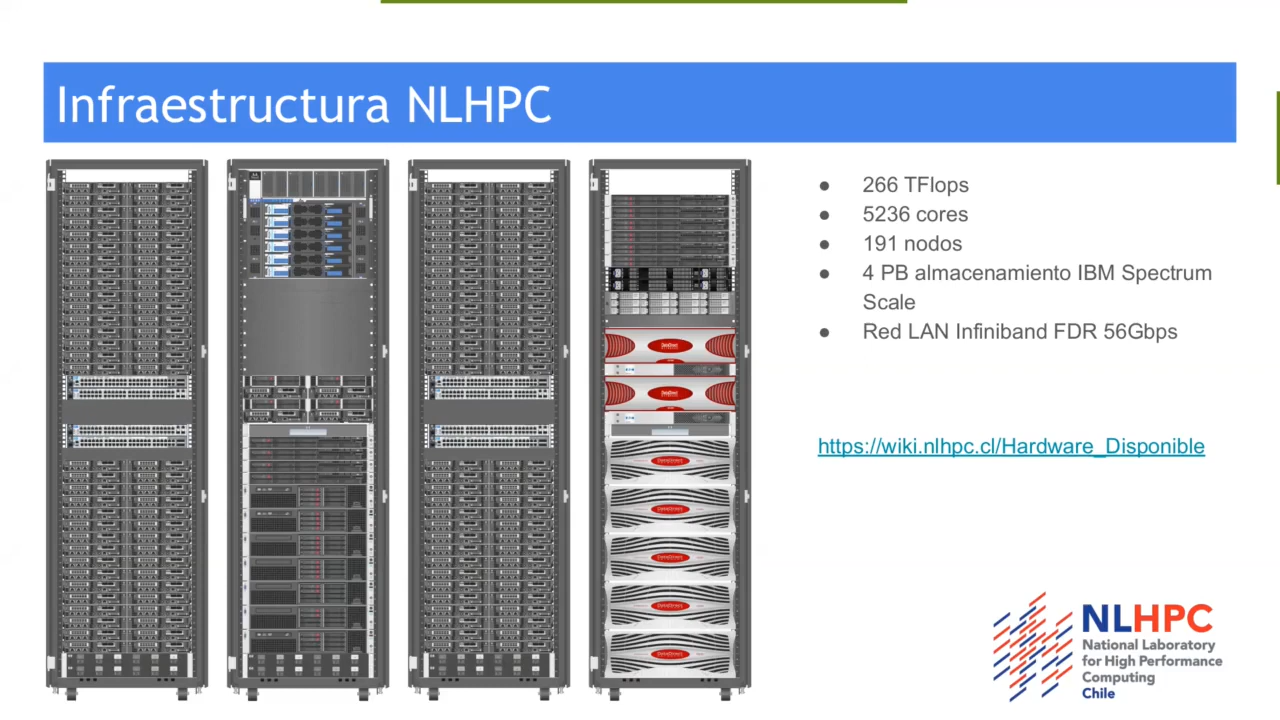 Infraestructura NLHPC
● 266 TFlops
● 5236 cores
● 191 nodos
● 4 PB almacenamiento IBM Spectrum
Scale
● Red LAN Infiniband FDR 56Gbps
https://wiki.nlhpc.cl/Hardware_Disponible
NLHPC
National Laboratory
for High Performance
Computing
Chile